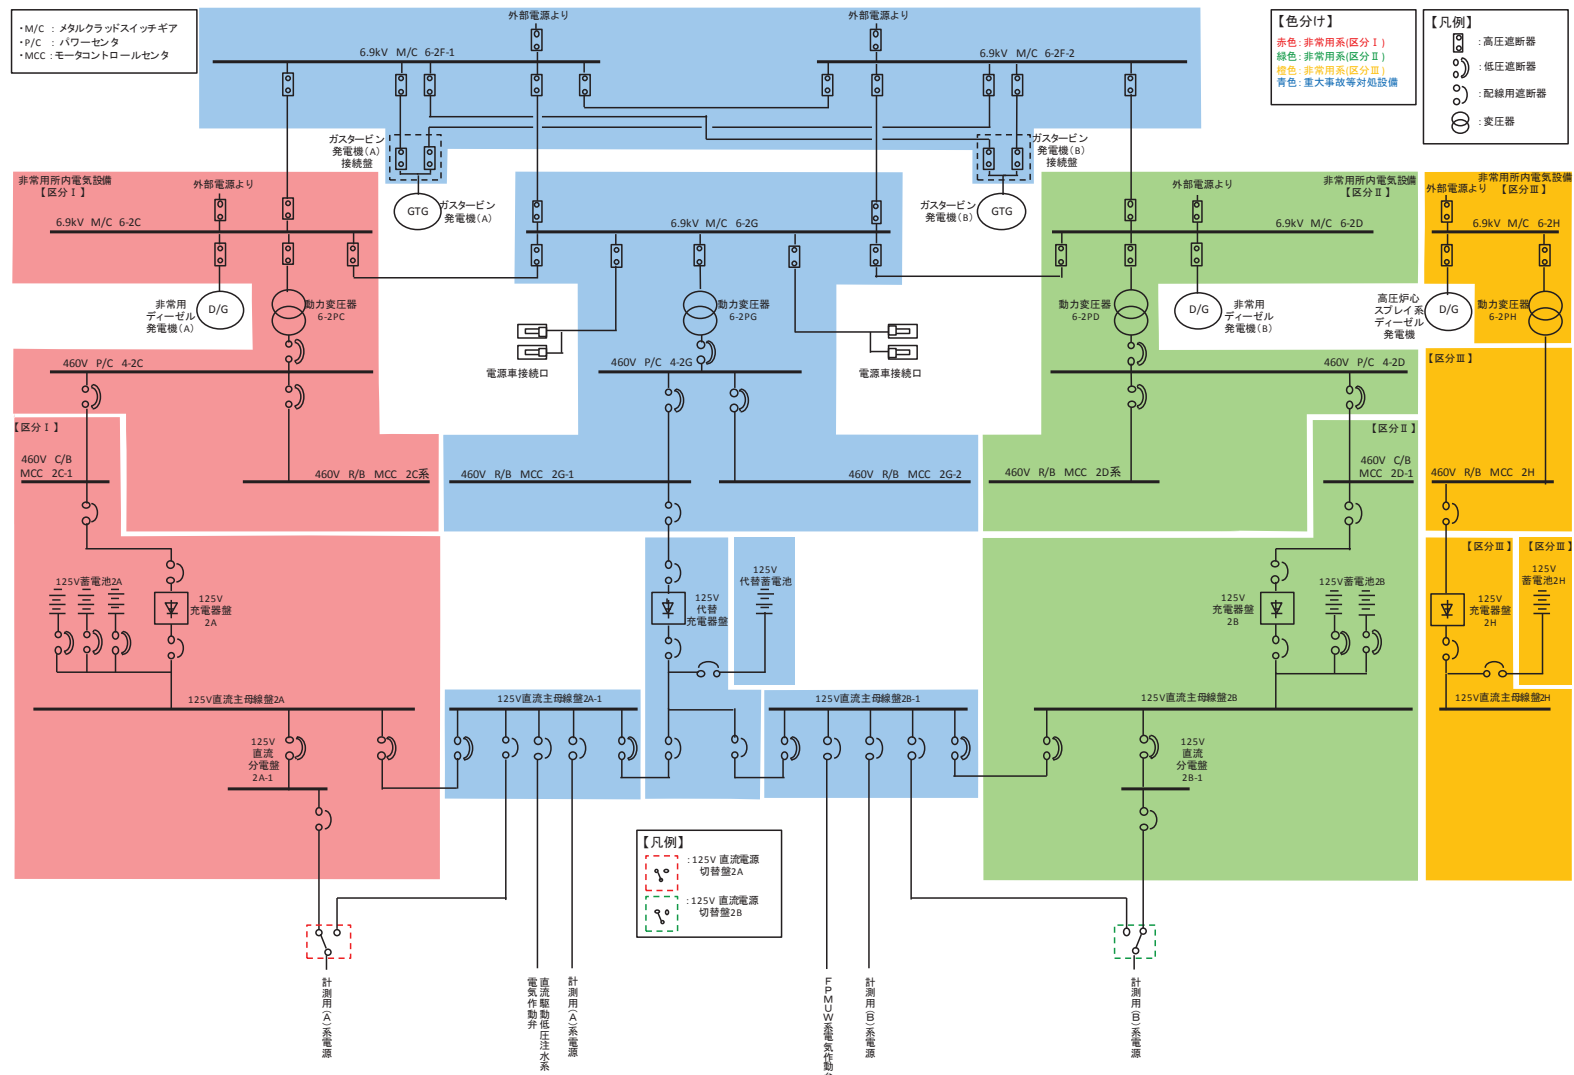 ・M/C : メタルクラッドスイッチギア
・P/C : パワーセンタ
・MCC : モータコントロールセンタ
外部電源より
外部電源より
【色分け】
赤色: 非常用系(区分Ⅰ)
緑色: 非常用系(区分Ⅱ)
橙色: 非常用系(区分Ⅲ)
青色: 重大事故等対処設備
【凡例】
: 高圧遮断器
: 低圧遮断器
: 配線用遮断器
: 変圧器
6.9kV M/C 6-2F-1
6.9kV M/C 6-2F-2
ガスタービン
発電機(A)
接続盤
ガスタービン
発電機(B)
接続盤
非常用所内電気設備
【区分Ⅰ】
外部電源より
6.9kV M/C 6-2C
GTG
ガスタービン
発電機(A)
6.9kV M/C 6-2G
ガスタービン
発電機(B)
GTG
外部電源より
非常用所内電気設備
【区分Ⅱ】
6.9kV M/C 6-2D
非常用所内電気設備
外部電源より
【区分Ⅲ】
6.9kV M/C 6-2H
非常用
ディーゼル
発電機(A)
D/G
動力変圧器
6-2PC
動力変圧器
6-2PG
動力変圧器
6-2PD
D/G
非常用
ディーゼル
発電機(B)
高圧炉心
スプレイ系
ディーゼル
発電機
D/G
動力変圧器
6-2PH
電源車接続口
電源車接続口
460V P/C 4-2C
460V P/C 4-2G
460V P/C 4-2D
【区分Ⅲ】
【区分Ⅰ】
460V C/B
MCC 2C-1
460V R/B MCC 2C系
460V R/B MCC 2G-1
460V R/B MCC 2G-2
460V R/B MCC 2D系
【区分Ⅱ】
460V C/B
MCC 2D-1
460V R/B MCC 2H
125V蓄電池2A
125V
充電器盤
2A
125V
代替
充電器盤
125V
代替蓄電池
125V
充電器盤
2B
125V蓄電池2B
【区分Ⅲ】
125V
充電器盤
2H
【区分Ⅲ】
125V
蓄電池2H
125V直流主母線盤2A
125V直流主母線盤2A-1
125V直流主母線盤2B-1
125V直流主母線盤2B
125V直流主母線盤2H
125V
直流
分電盤
2A-1
125V
直流
分電盤
2B-1
【凡例】
: 125V 直流電源
切替盤2A
: 125V 直流電源
切替盤2B
計測用(A)系電源
直流駆動低圧注水系
電気作動弁
計測用(A)系電源
FPMUW系電気作動弁
計測用(B)系電源
計測用(B)系電源